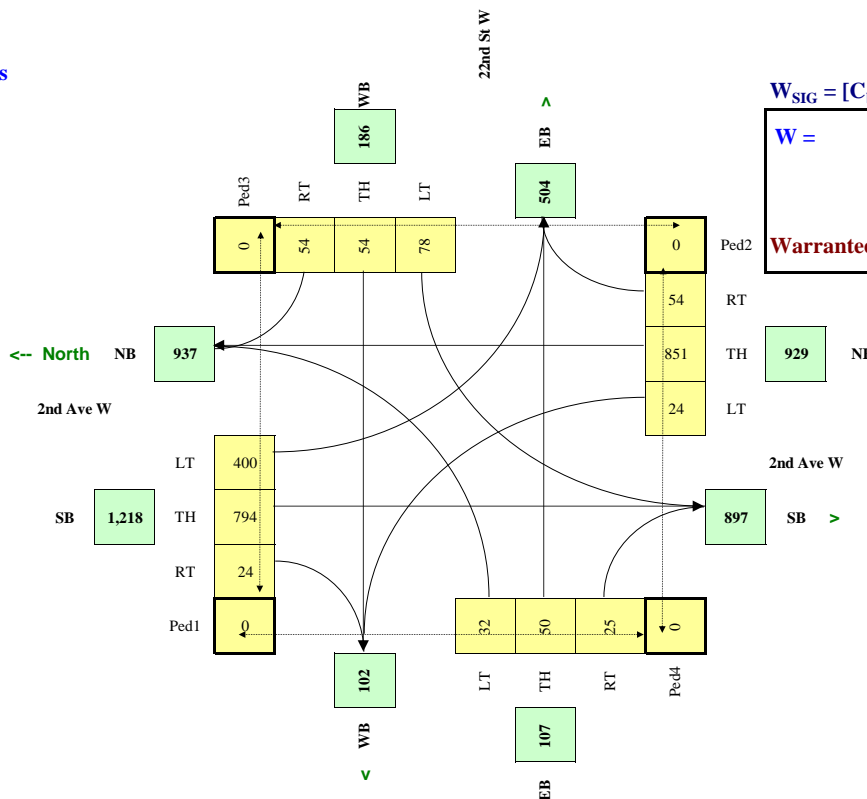 22nd St W
s
W_SIG = [C
W =
Warranted
WB
186
EB
504
^
Ped3
RT
TH
LT
0
54
54
78
0
Ped2
54
RT
<-- North
NB
937
851
TH
929
NB
24
LT
2nd Ave W
LT
400
2nd Ave W
SB
1,218
TH
794
897
SB
>
RT
24
Ped1
0
32
50
25
0
102
LT
TH
RT
Ped4
WB
107
v
EB